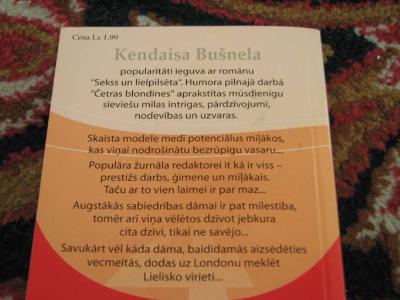 Cena Ls 1,99
Kendaisa Bušnela
popularitāti ieguva ar romānu
"Sekss un lielpilsēta". Humora pilnajā darbā
"Četras blondīnes" aprakstītas mūsdienīgu
sieviešu mīlas intrigas, pārdzīvojumi,
nodevības un uzvaras.
Skaista modele medī potenciālus mīļākos,
kas viņai nodrošinātu bezrūpīgu vasaru...
Populāra žurnāla redaktorei it kā ir viss –
prestižs darbs, ģimene un mīļākais.
Taču ar to vien laimei ir par maz...
Augstākās sabiedrības dāmai ir pat mīlestība,
tomēr arī viņa vēlētos dzīvot jebkura
cita dzīvi, tikai ne savējo...
Savukārt vēl kāda dāma, baidīdamās aizsēdēties
vecmeitās, dodas uz Londonu meklēt
Lielisko vīrieti...